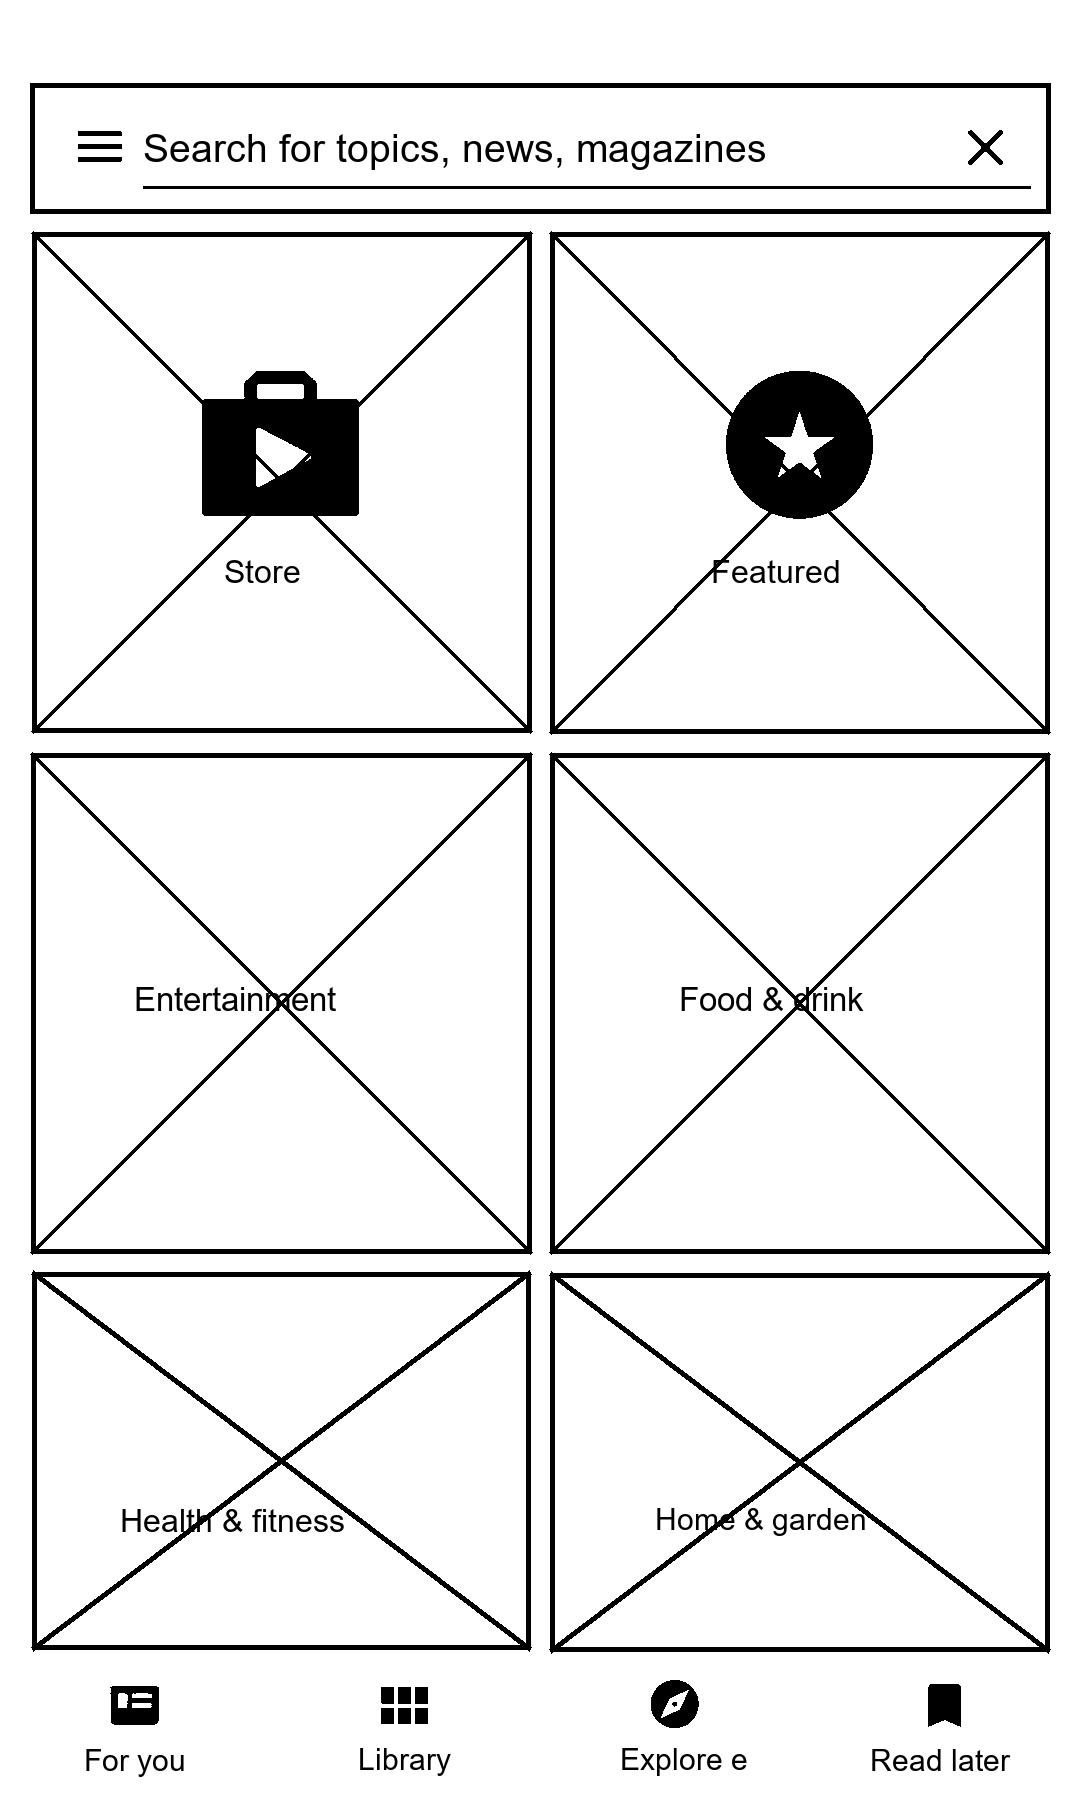 Search for topics, news, magazines
Store
Featured
Entertainment
Food & drink
Health & fitness
Home & garden
For you
Library
Explore e
Read later